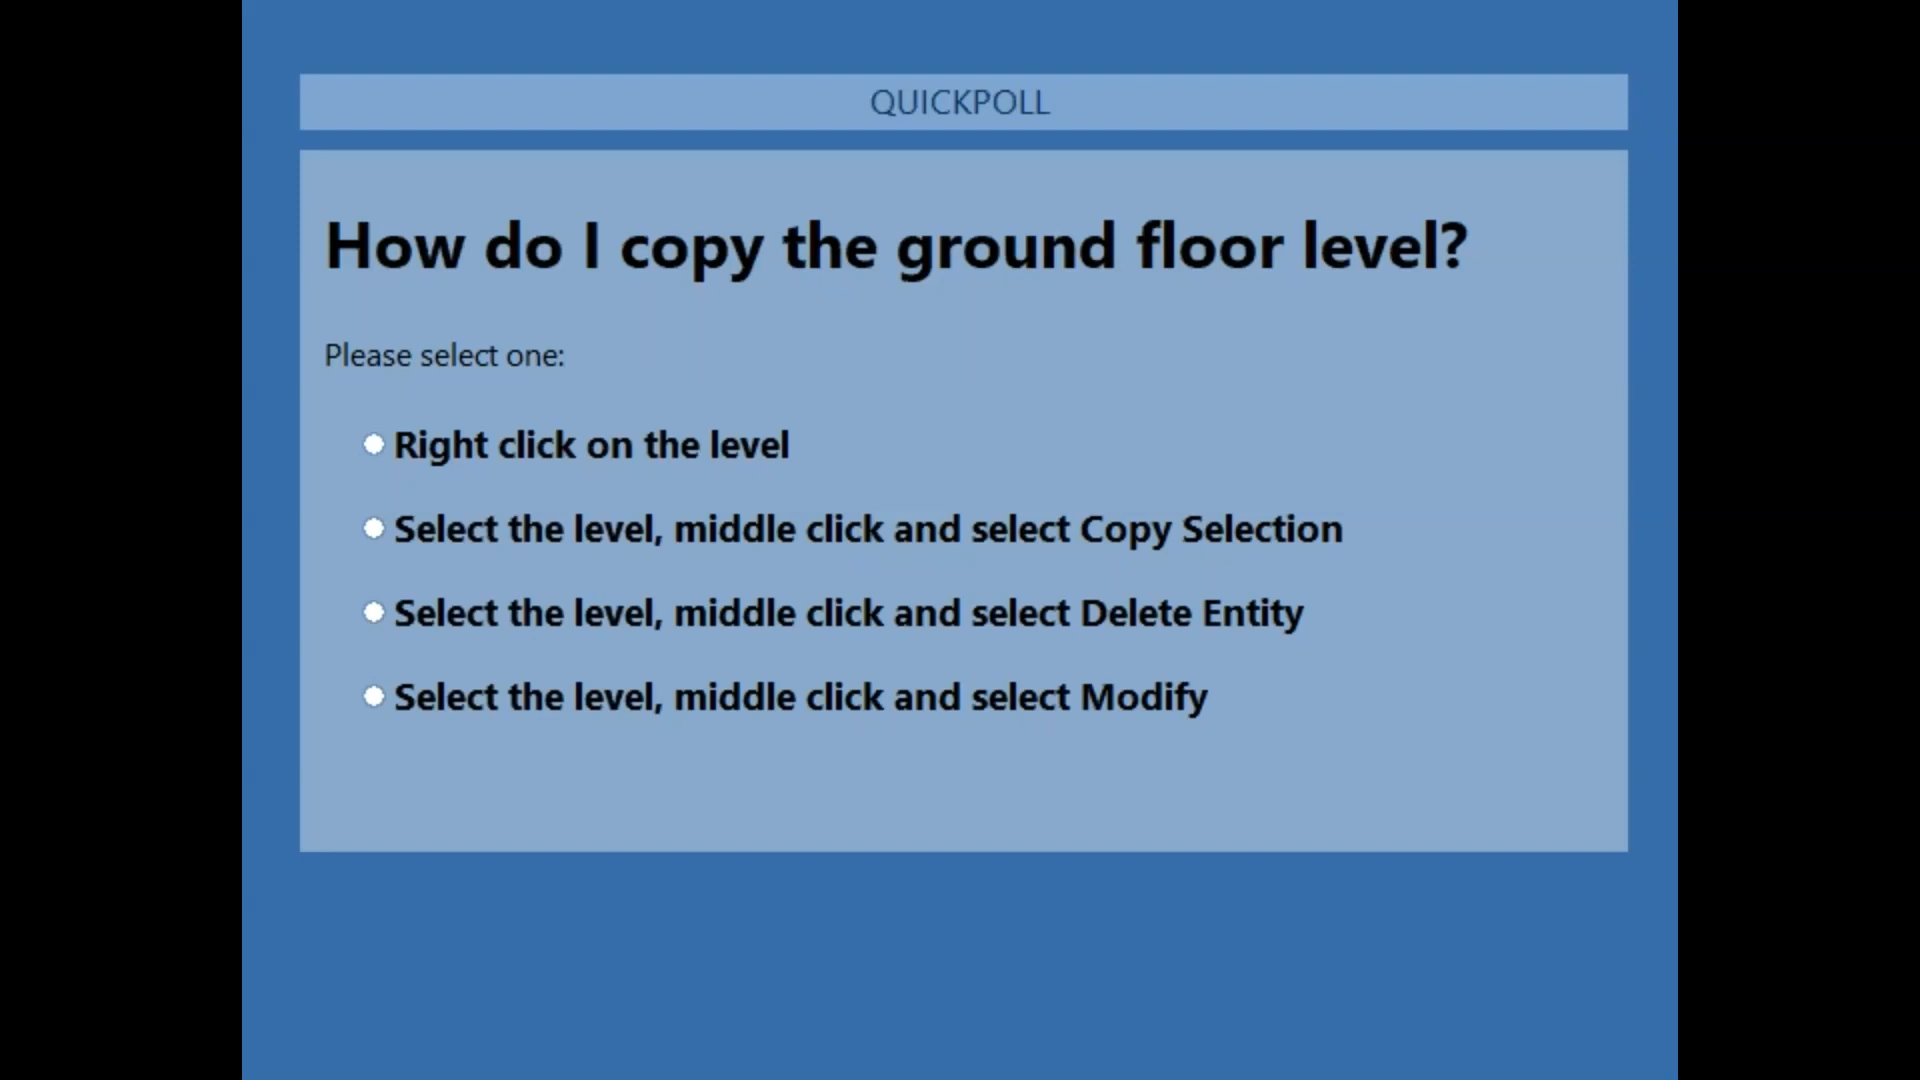 QUICKPOLL
How do I copy the ground floor level?
Please select one:
Right click on the level
Select the level, middle click and select Copy Selection
Select the level, middle click and select Delete Entity
Select the level, middle click and select Modify